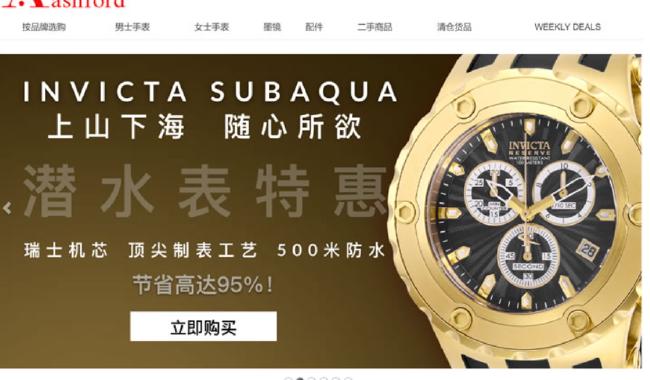 Ashford
按品牌选购 男士手表 女士手表 墨镜 配件 二手商品 清仓货品 WEEKLY DEALS
INVICTA SUBAQUA
上山下海 随心所欲
潜水表特惠
瑞士机芯 顶尖制表工艺 500米防水
节省高达95%!
立即购买
INVICTA
RESERVE
WATER RESISTANT
500 METERS
28